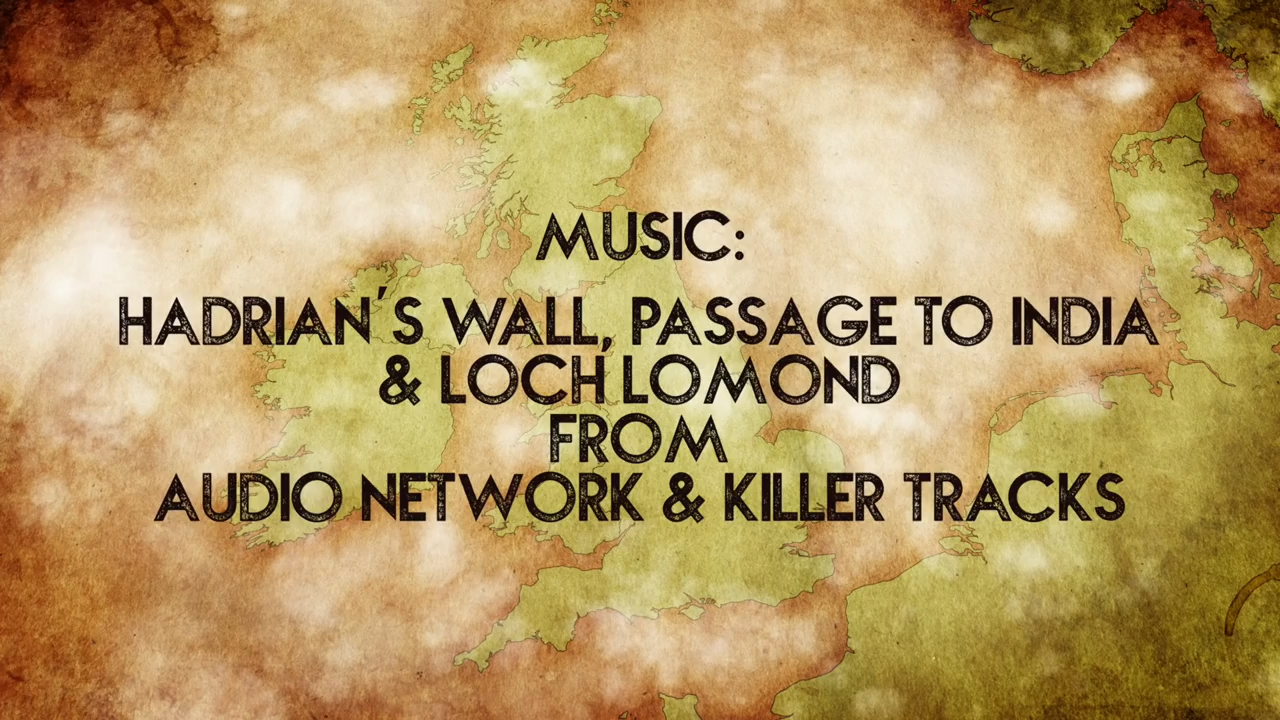 MUSIC:
HADRIAN'S WALL, PASSAGE TO INDIA
& LOCH LOMOND
FROM
AUDIO NETWORK & KILLER TRACKS